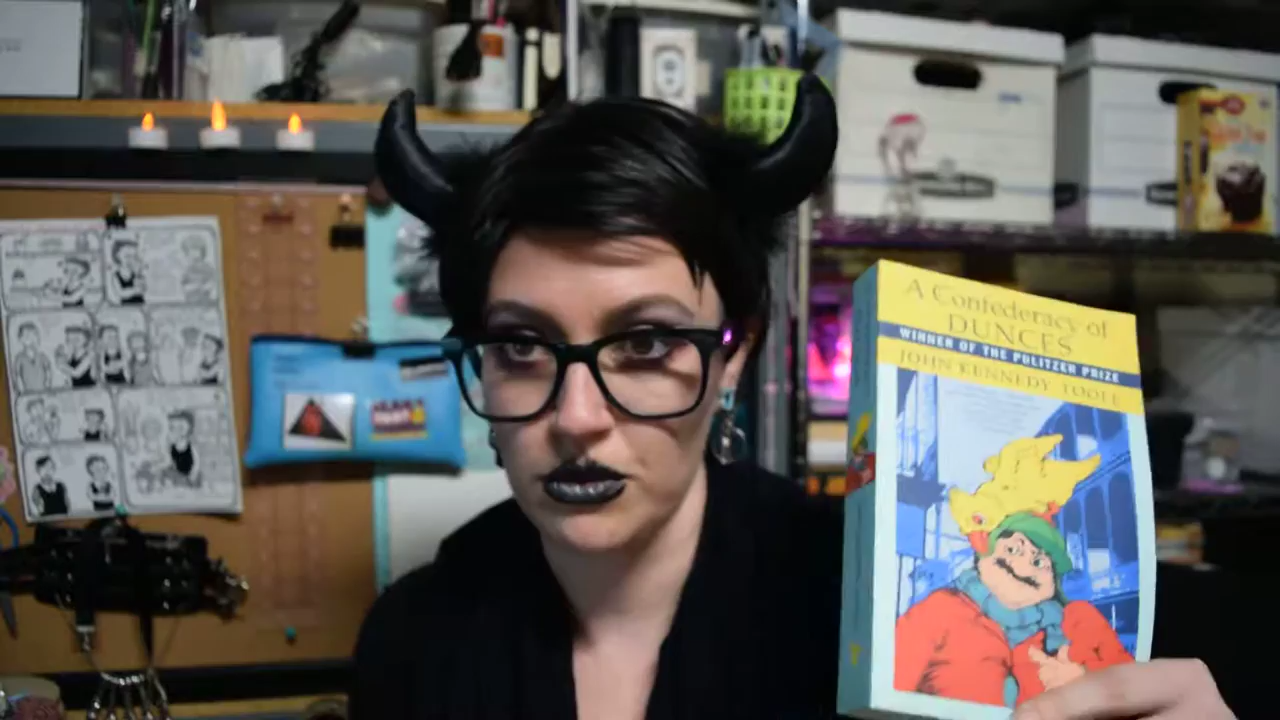 A Confederacy of
DUNCES
WINNER OF THE PULITZER PRIZE
JOHN KENNEDY TOOLE